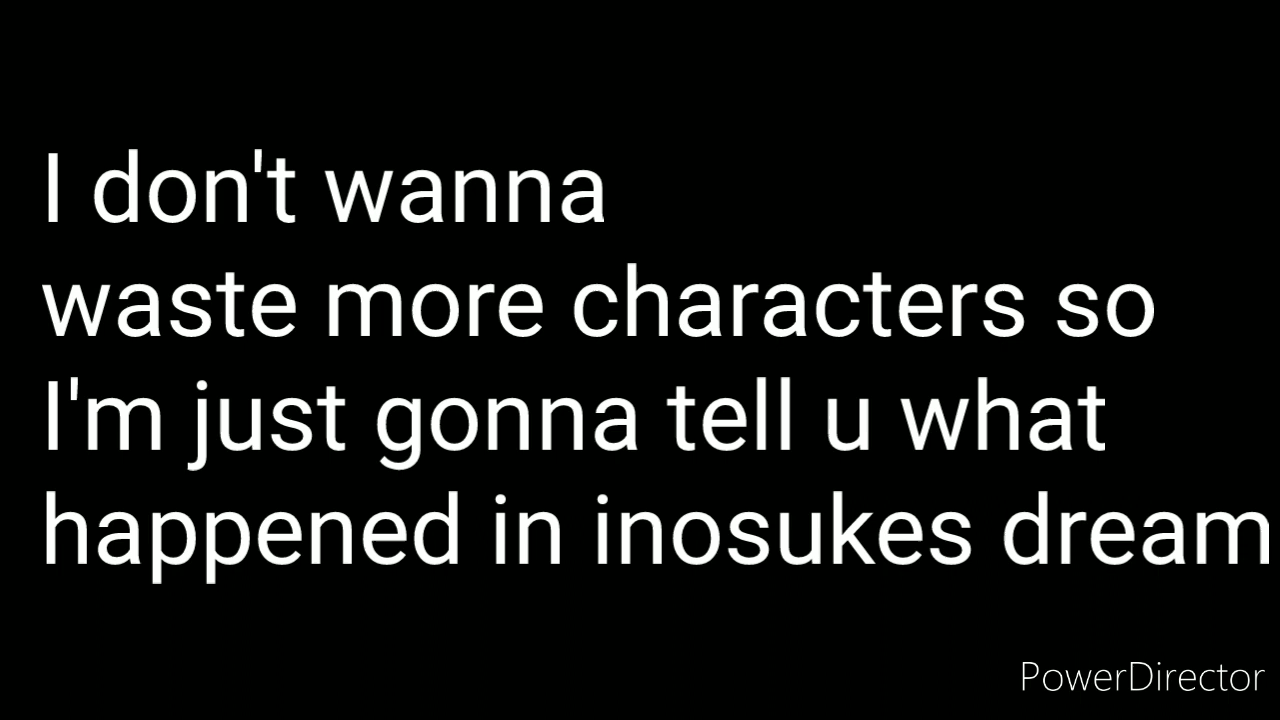 I don't wanna
waste more characters so
I'm just gonna tell u what
happened in inosukes dream
PowerDirector